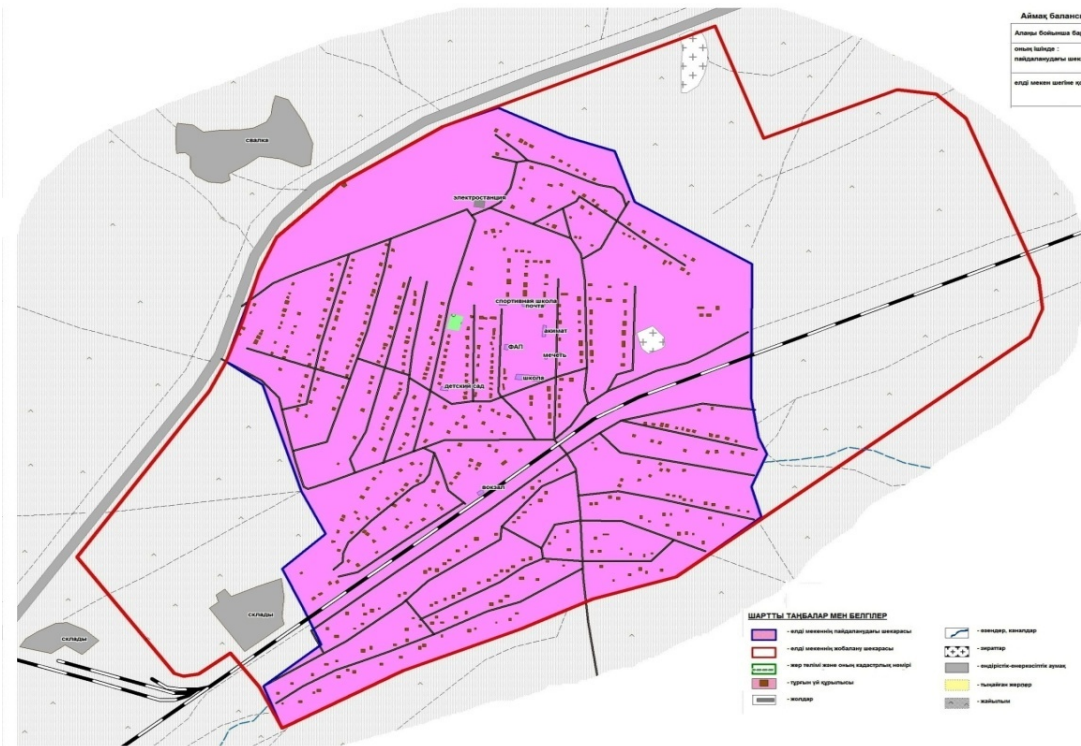 Аймақ баланс
Алаңы бойынша ба
оның ішінде :
пайдаланудағы шек
елді мекен шегіне қ
свалка
электростанция
спортивная школа
почта
акимат
ФАП
мечеть
школа
детский сад
вокзал
склады
склады
ШАРТТЫ ТАҢБАЛАР МЕН БЕЛГІЛЕР
- елді мекеннің пайдаланудағы шекарасы
- елді мекеннің жобалану шекарасы
- жер телімі және оның кадастрлық нөмірі
- тұрғын үй құрылысы
- жолдар
- өзендер, каналдар
- зираттар
- өндірістік-өнеркәсіптік аумақ
- тыңайған жерлер
- жайылым